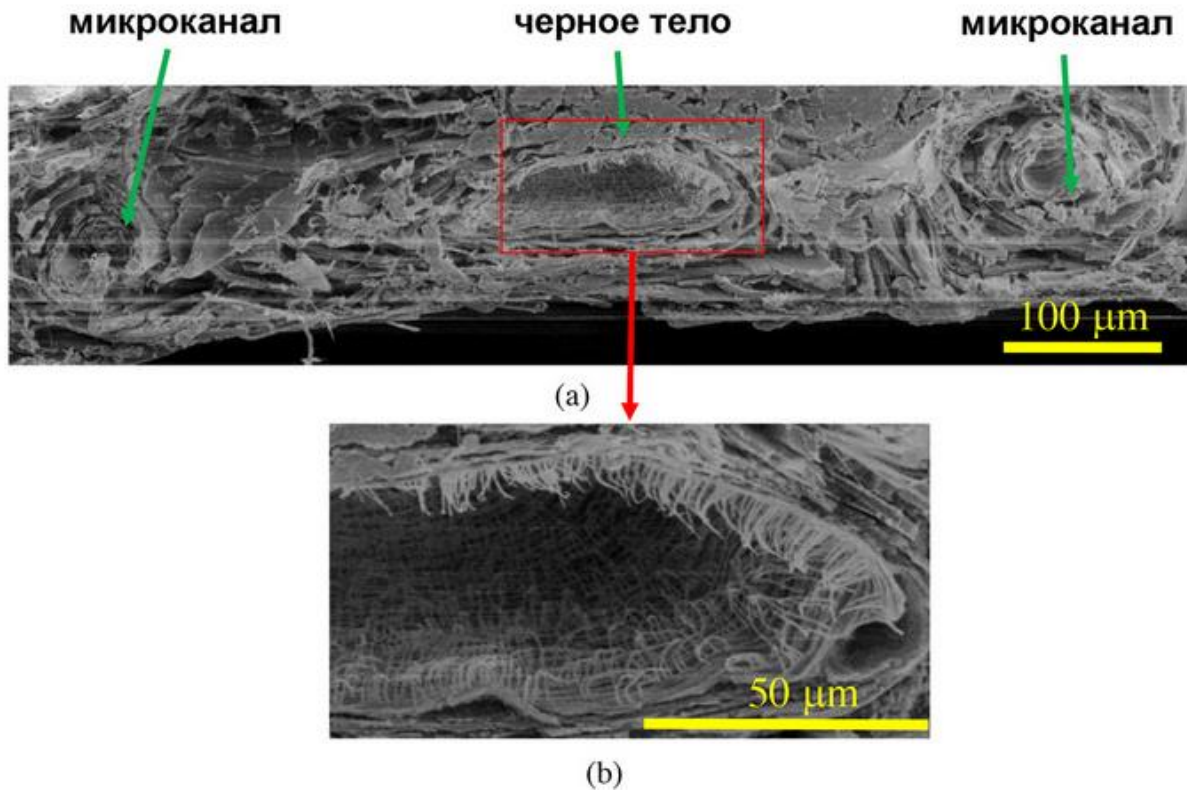 микроканал
черное тело
микроканал
100 μm
(a)
50 μm
(b)